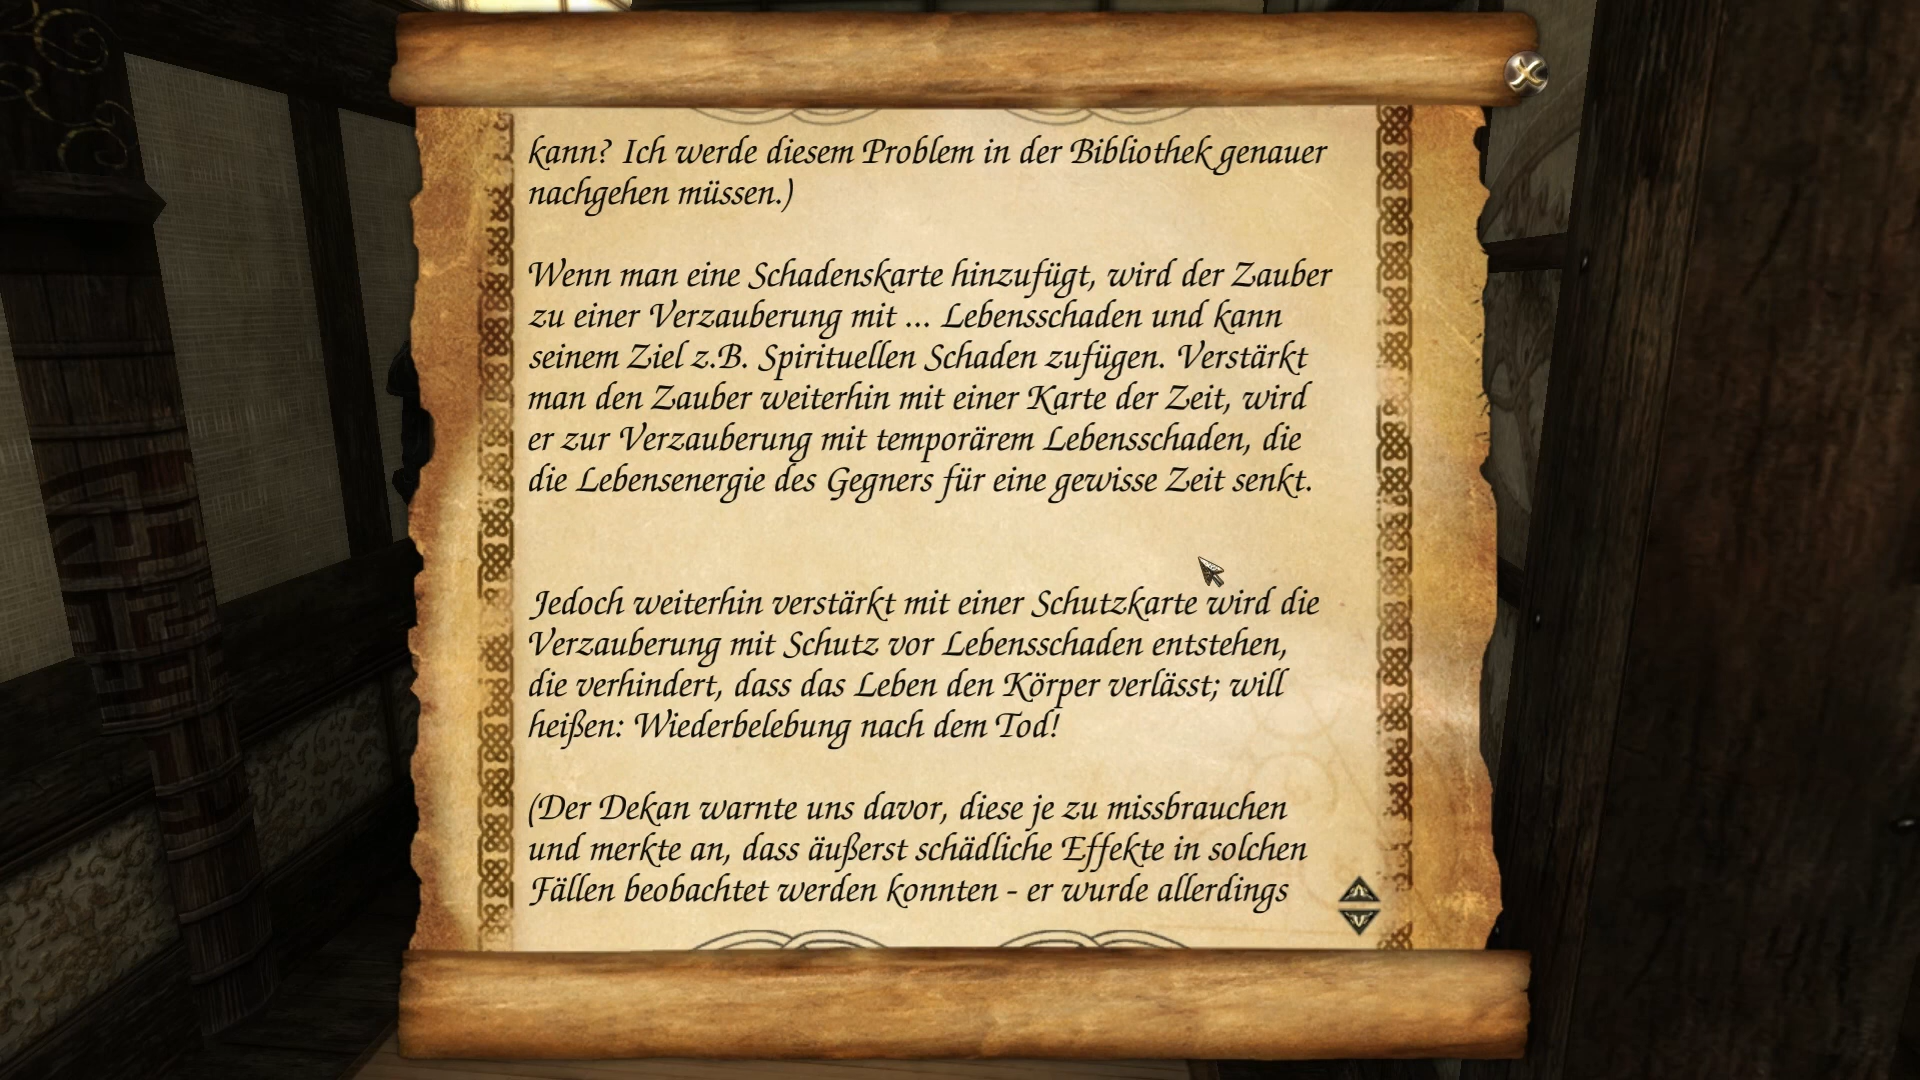 kann? Ich werde diesem Problem in der Bibliothek genauer
nachgehen müssen.)
Wenn man eine Schadenskarte hinzufügt, wird der Zauber
zu einer Verzauberung mit ... Lebensschaden und kann
seinem Ziel z.B. Spirituellen Schaden zufügen. Verstärkt
man den Zauber weiterhin mit einer Karte der Zeit, wird
er zur Verzauberung mit temporärem Lebensschaden, die
die Lebensenergie des Gegners für eine gewisse Zeit senkt.
Jedoch weiterhin verstärkt mit einer Schutzkarte wird die
Verzauberung mit Schutz vor Lebensschaden entstehen,
die verhindert, dass das Leben den Körper verlässt; will
heißen: Wiederbelebung nach dem Tod!
(Der Dekan warnte uns davor, diese je zu missbrauchen
und merkte an, dass äußerst schädliche Effekte in solchen
Fällen beobachtet werden konnten - er wurde allerdings